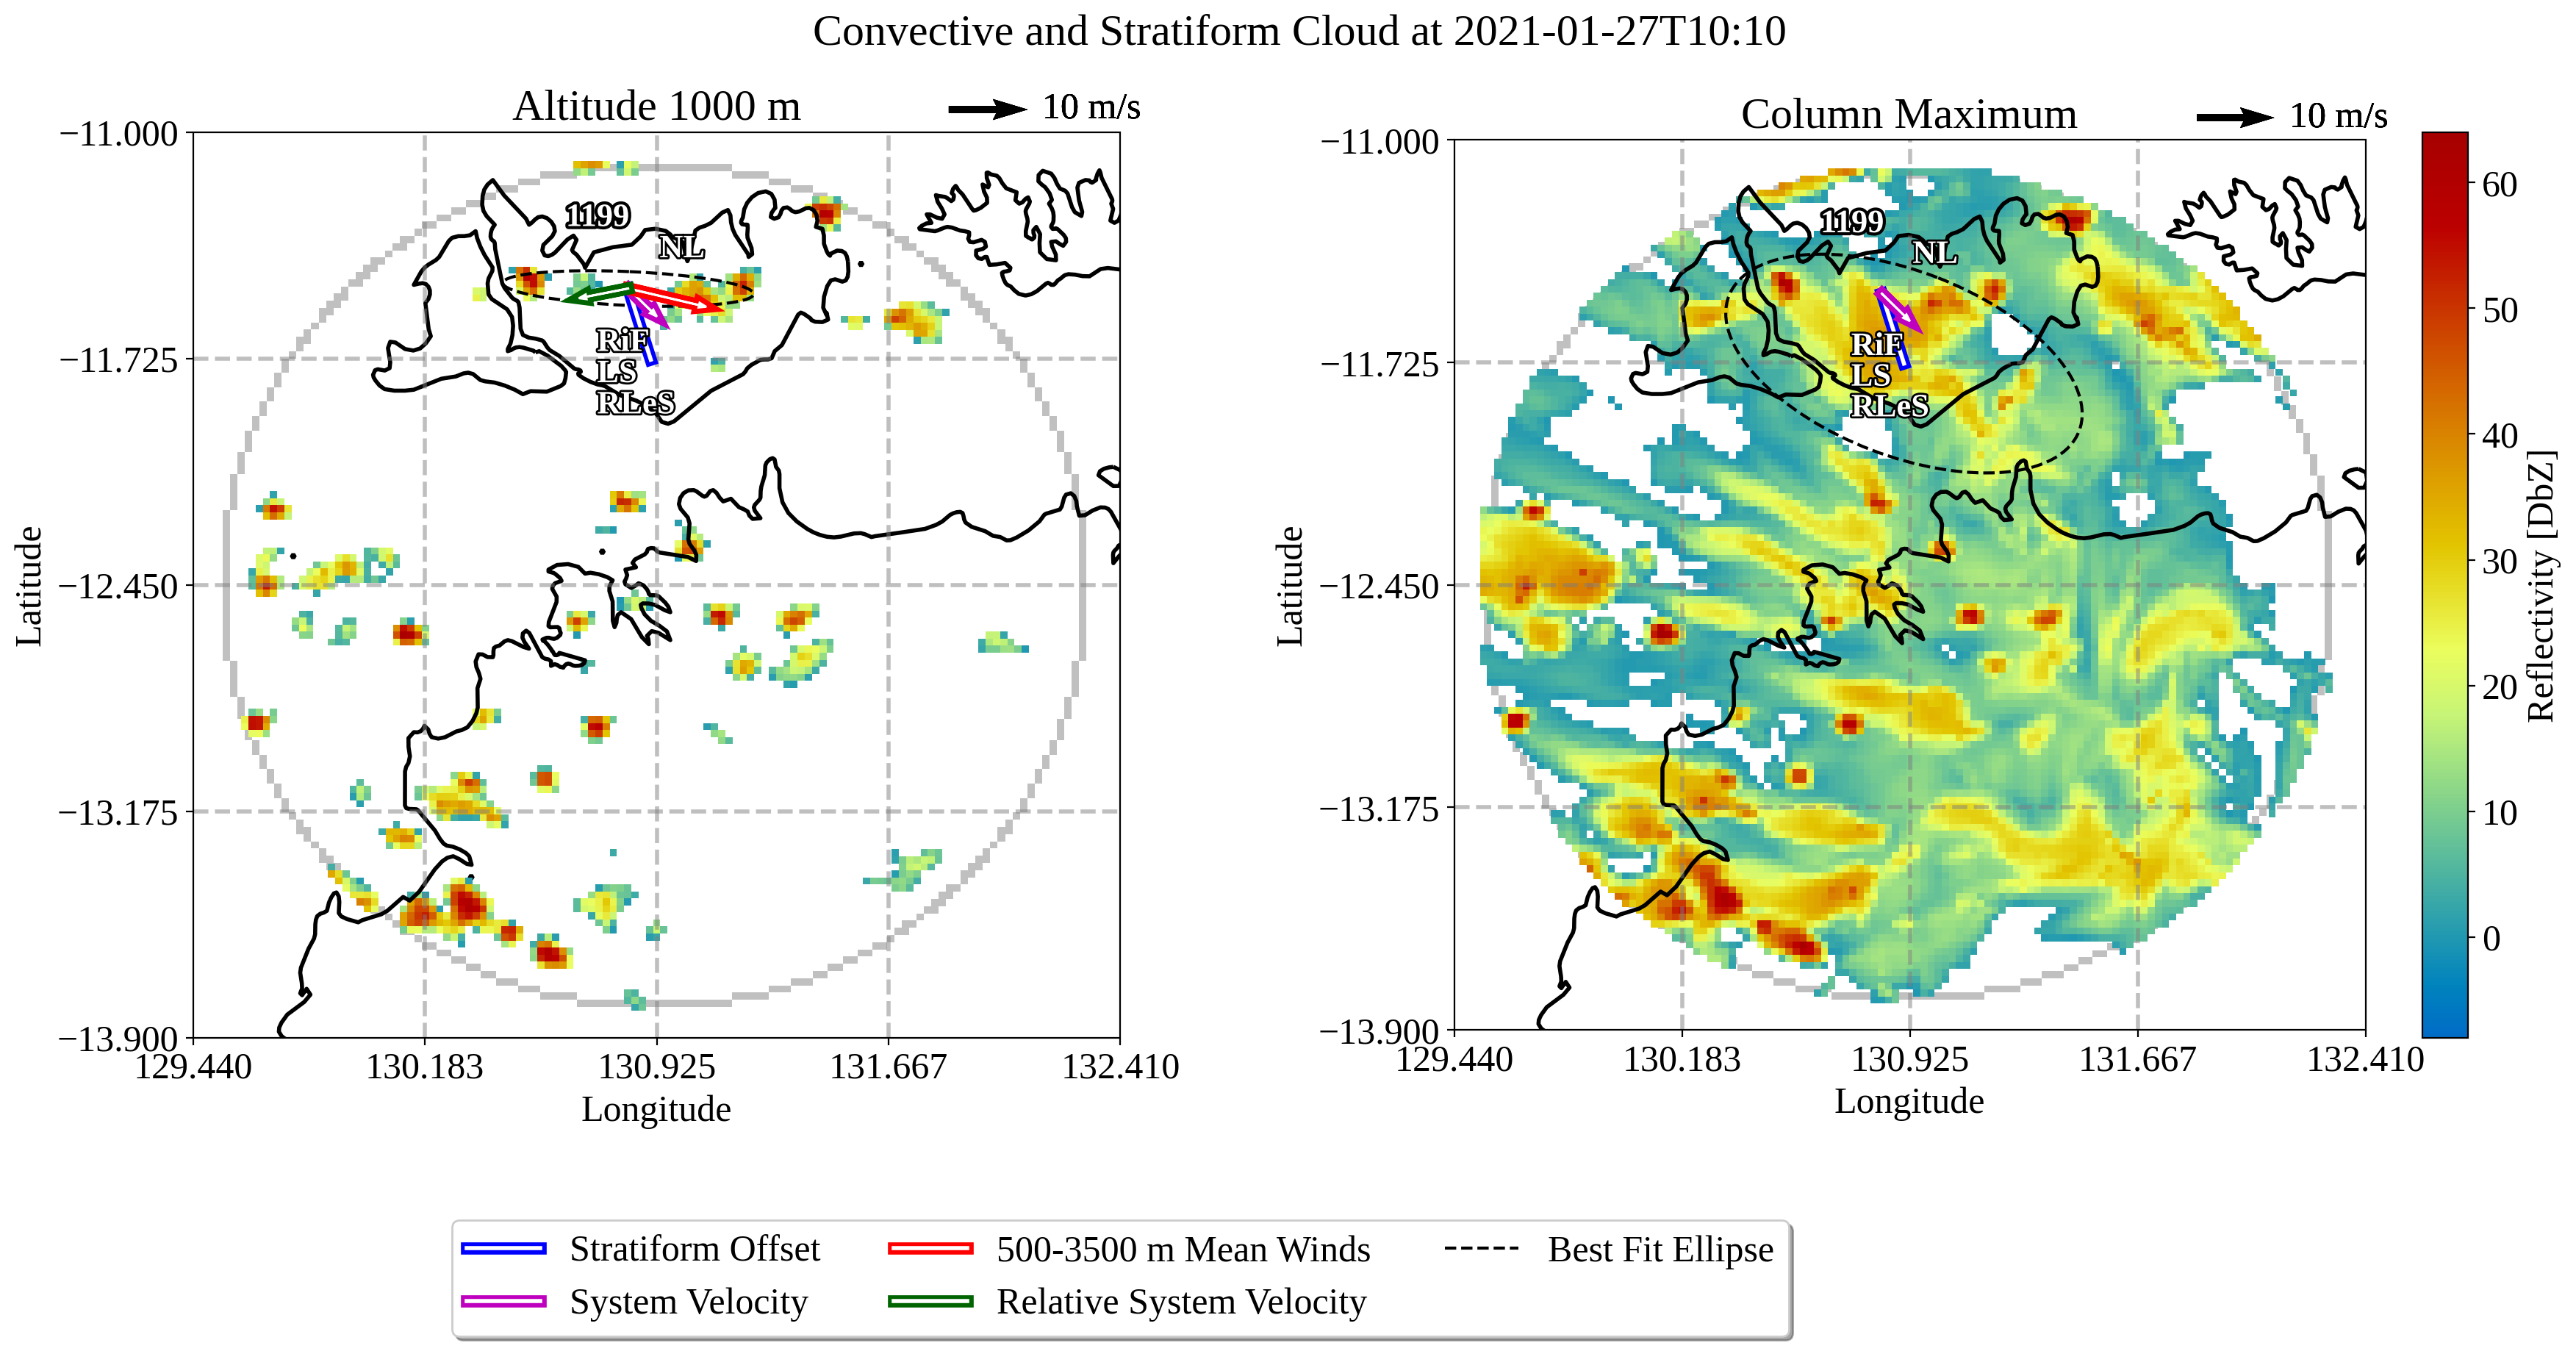 Convective and Stratiform Cloud at 2021-01-27T10:10
Altitude 1000 m
10 m/s
−11.000
−11.725
−12.450
−13.175
−13.900
129.440
130.183
130.925
131.667
132.410
Latitude
Longitude
1199
NL
RiF
LS
RLeS
Column Maximum
10 m/s
−11.000
−11.725
−12.450
−13.175
−13.900
129.440
130.183
130.925
131.667
132.410
Latitude
Longitude
1199
NL
RiF
LS
RLeS
60
50
40
30
20
10
0
Reflectivity [DbZ]
Stratiform Offset
System Velocity
500-3500 m Mean Winds
Relative System Velocity
Best Fit Ellipse